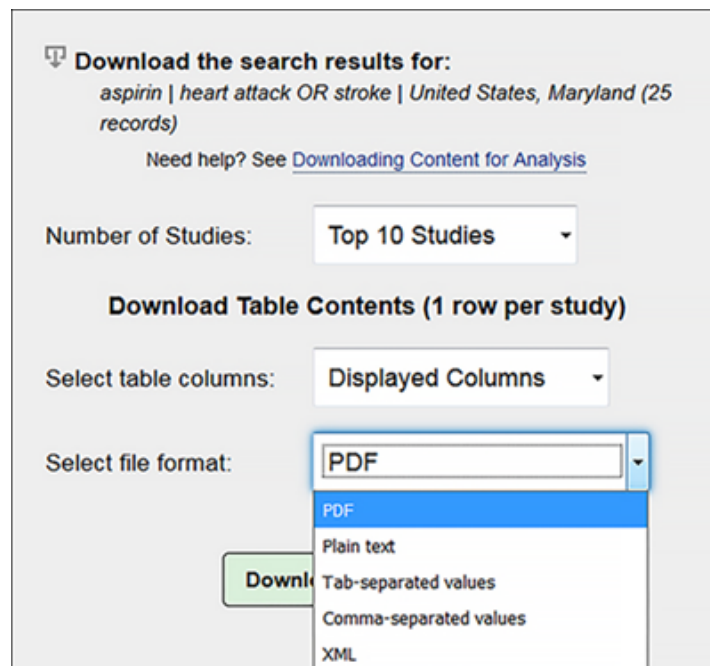 Download the search results for:
aspirin | heart attack OR stroke | United States, Maryland (25
records)
Need help? See Downloading Content for Analysis
Number of Studies:
Top 10 Studies
Download Table Contents (1 row per study)
Select table columns:
Displayed Columns
Select file format:
PDF
PDF
Plain text
Downl
Tab-separated values
Comma-separated values
XML